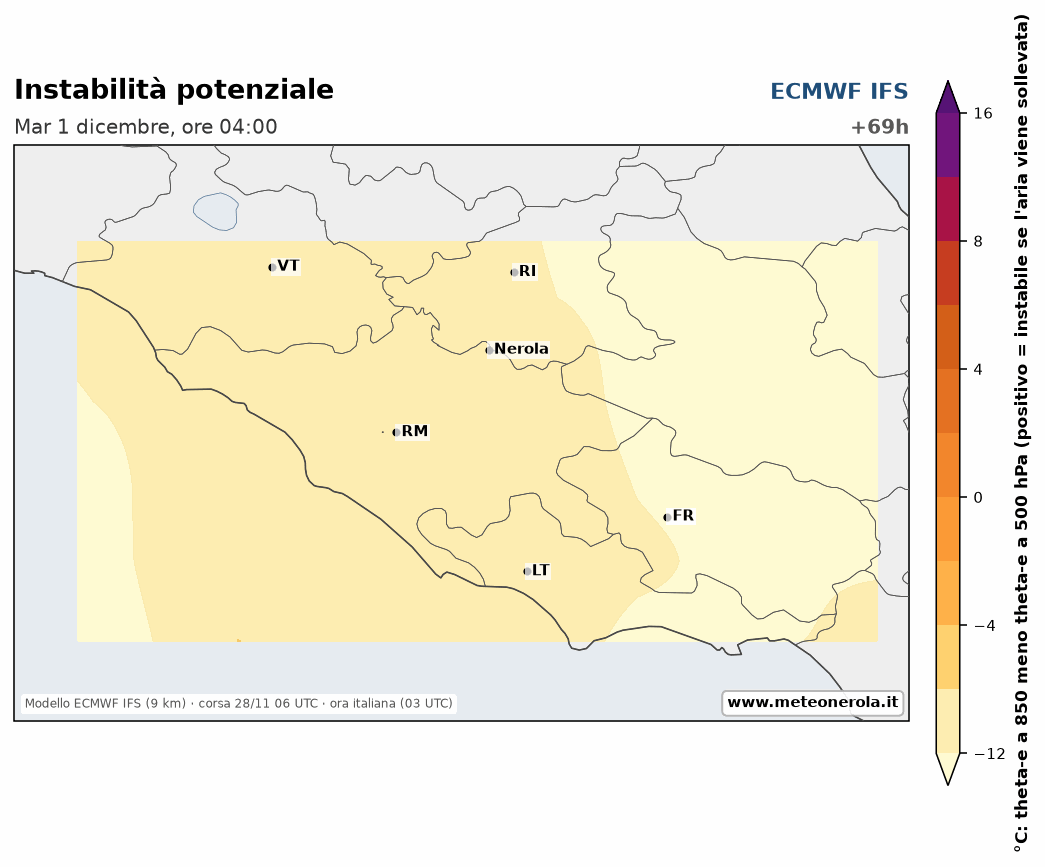 Instabilità potenziale
ECMWF IFS
Mar 1 dicembre, ore 04:00
+69h
VT
RI
Nerola
RM
FR
LT
Modello ECMWF IFS (9 km) · corsa 28/11 06 UTC · ora italiana (03 UTC)
www.meteonerola.it
16
8
4
0
−4
−12
°C: theta-e a 850 meno theta-e a 500 hPa (positivo = instabile se l'aria viene sollevata)